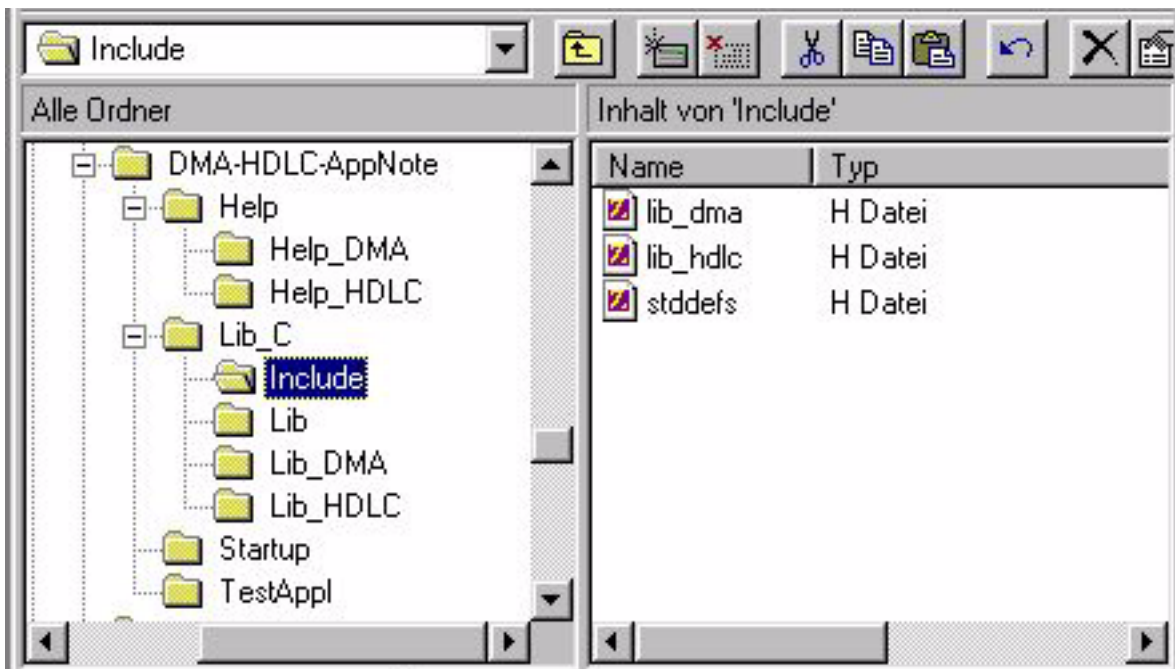 Include
Alle Ordner
Inhalt von 'Include'
DMA-HDLC-AppNote
Help
Help_DMA
Help_HDLC
Lib_C
Include
Lib
Lib_DMA
Lib_HDLC
Startup
TestAppl
Name Typ
lib_dma H Datei
lib_hdlc H Datei
stddefs H Datei